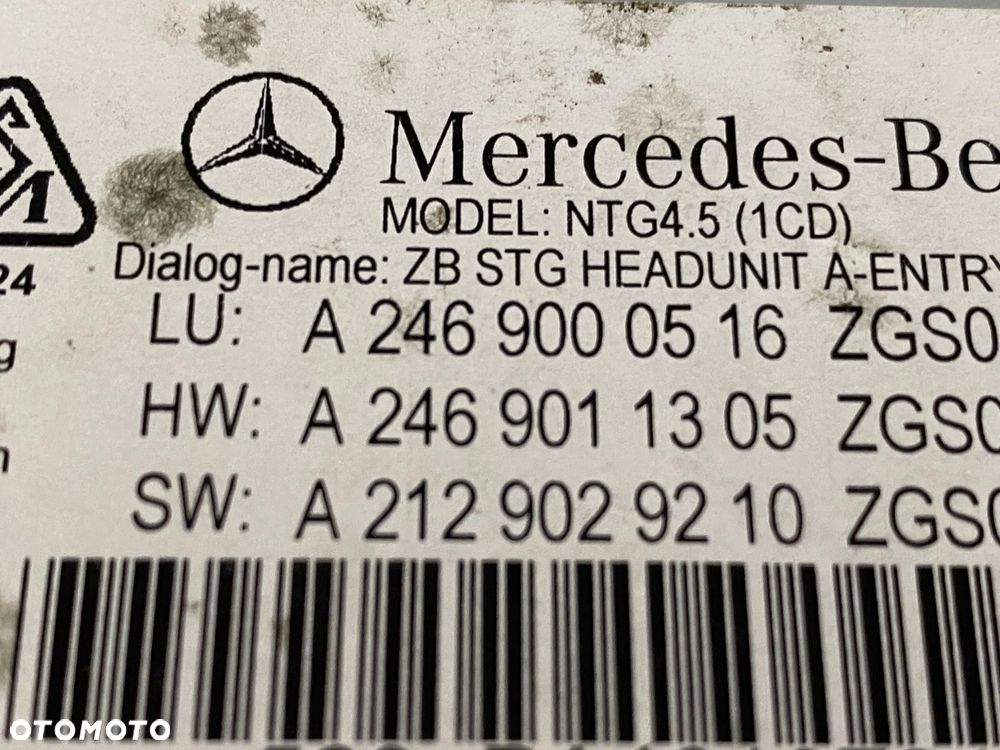 Mercedes-Be
MODEL: NTG4.5 (1CD)
24
Dialog-name: ZB STG HEADUNIT A-ENTRY
LU: A 246 900 05 16 ZGS0
g
HW: A 246 901 13 05 ZGS0
SW: A 212 902 92 10 ZGS0
OTOMOTO